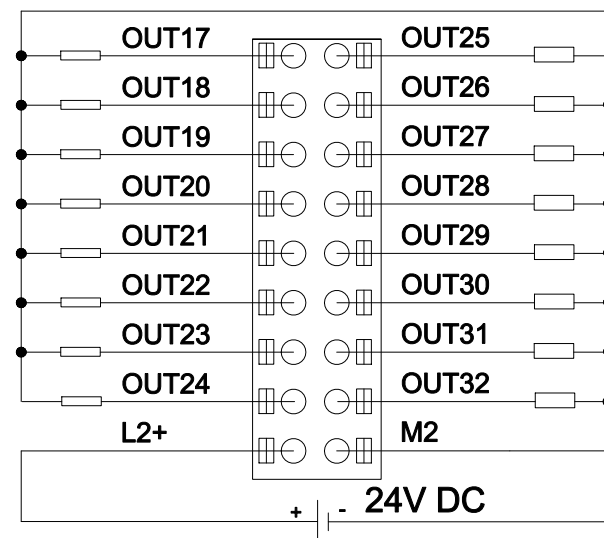 OUT17 OUT25
OUT18 OUT26
OUT19 OUT27
OUT20 OUT28
OUT21 OUT29
OUT22 OUT30
OUT23 OUT31
OUT24 OUT32
L2+ M2
+ - 24V DC